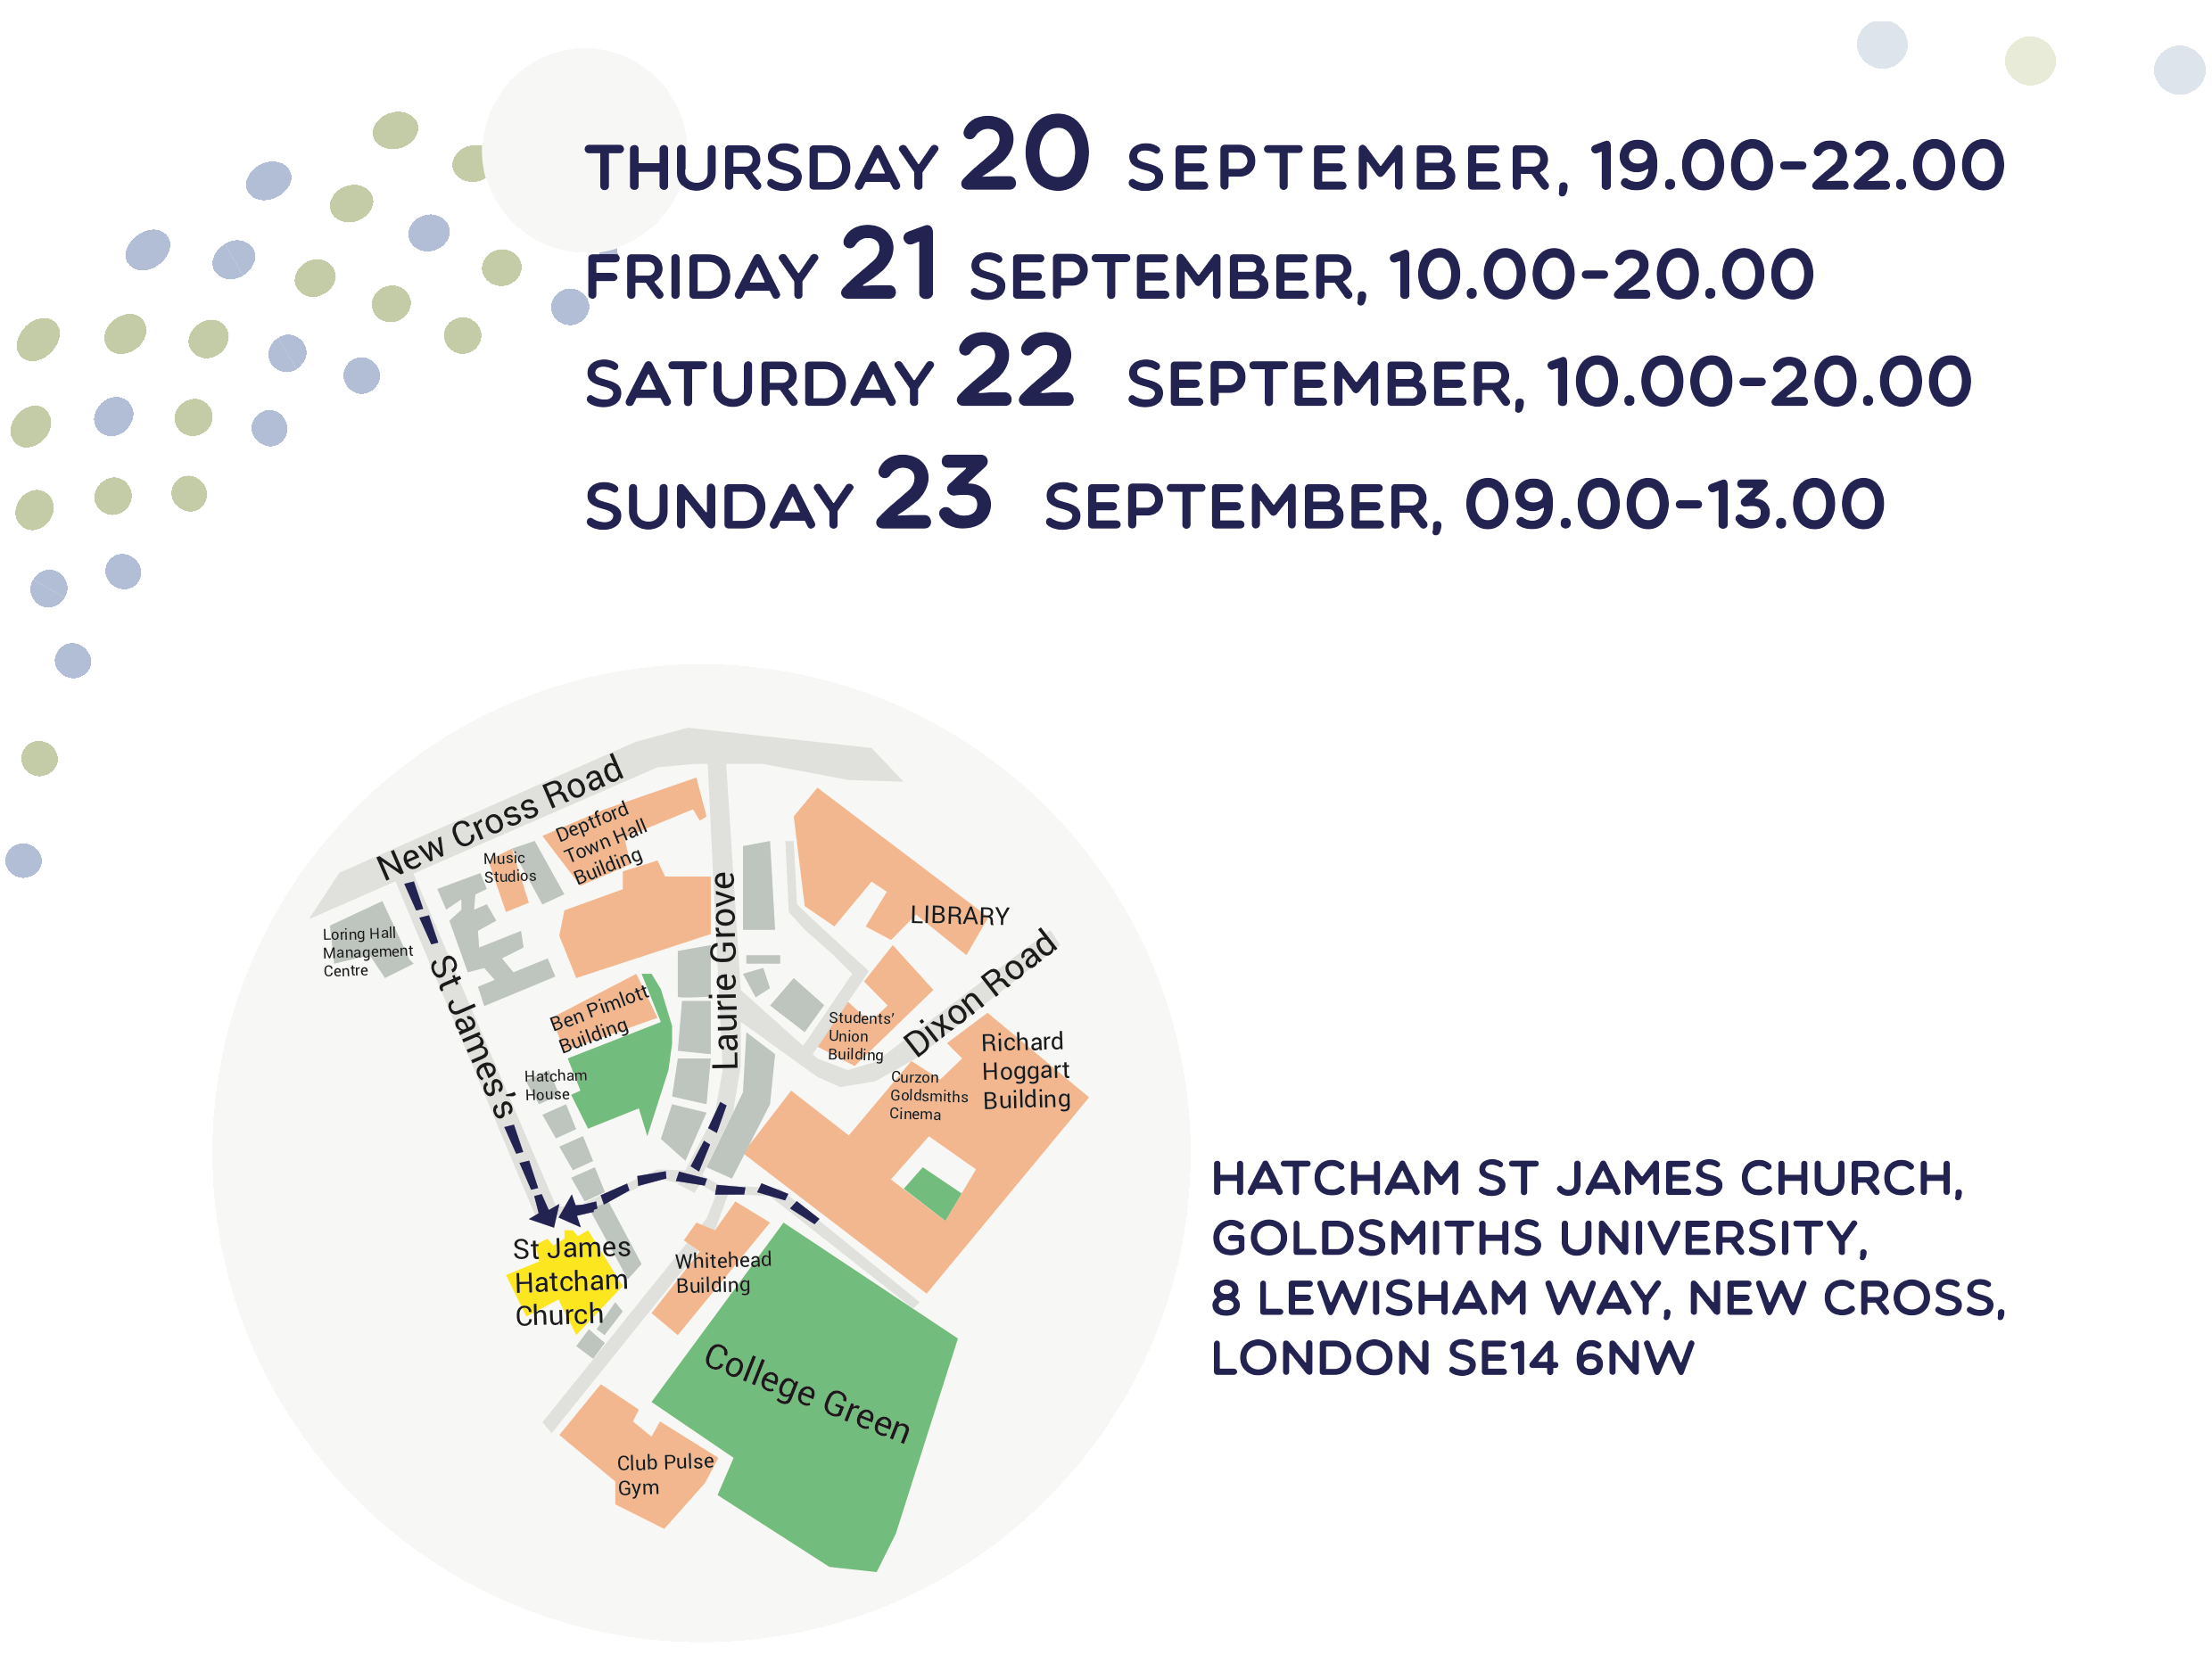 THURSDAY 20 SEPTEMBER, 19.00-22.00
FRIDAY 21 SEPTEMBER, 10.00-20.00
SATURDAY 22 SEPTEMBER, 10.00-20.00
SUNDAY 23 SEPTEMBER, 09.00-13.00
New Cross Road
Deptford
Town Hall
Building
Music
Studios
Loring Hall
Management
Centre
St James's
Laurie Grove
LIBRARY
Dixon Road
Ben Pimlott
Building
Students'
Union
Building
Richard
Hoggart
Building
Curzon
Goldsmiths
Cinema
Hatcham
House
St James
Hatcham
Church
Whitehead
Building
College Green
Club Pulse
Gym
HATCHAM ST JAMES CHURCH,
GOLDSMITHS UNIVERSITY,
8 LEWISHAM WAY, NEW CROSS,
LONDON SE14 6NW